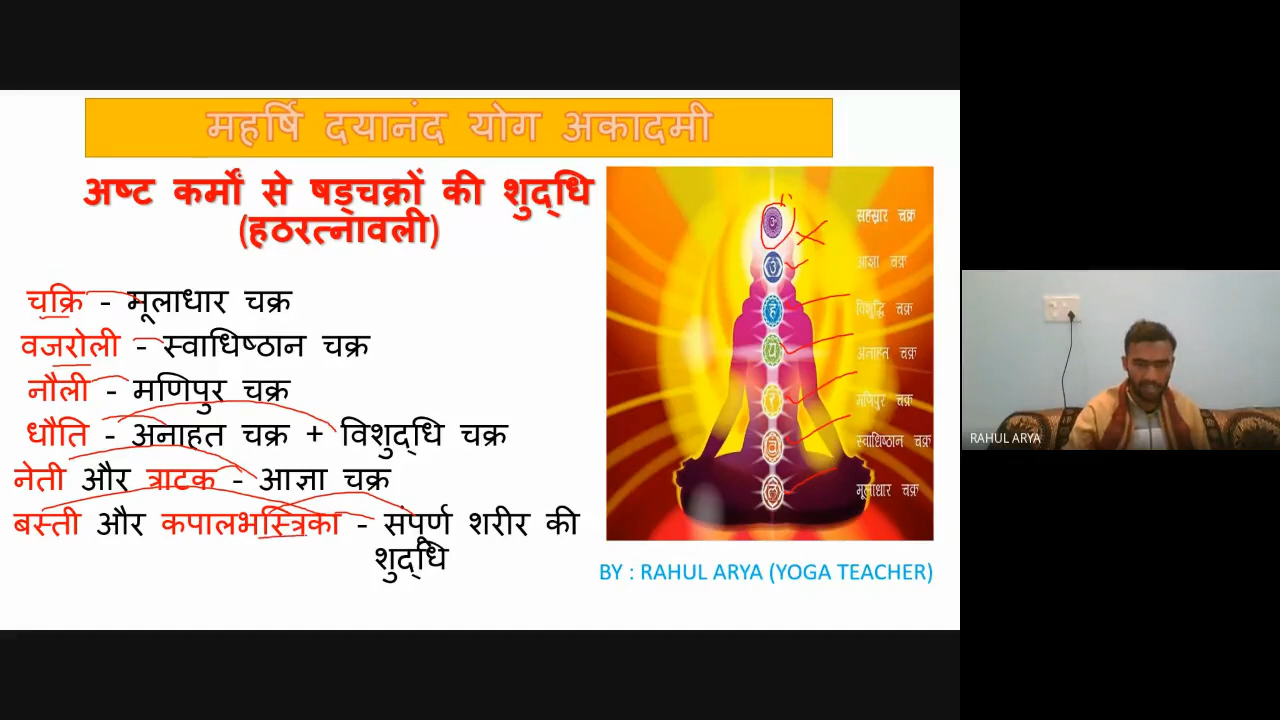 महर्षि दयानंद योग अकादमी
अष्ट कर्मों से षड्चक्रों की शुद्धि
(हठरत्नावली)
चक्रि - मूलाधार चक्र
वजरोली - स्वाधिष्ठान चक्र
नौली - मणिपुर चक्र
धौति - अनाहत चक्र + विशुद्धि चक्र
नेती और त्राटक - आज्ञा चक्र
बस्ती और कपालभस्त्रिका - संपूर्ण शरीर की
शुद्धि
सहस्रार चक्र
आज्ञा चक्र
विशुद्धि चक्र
अनाहत चक्र
मणिपुर चक्र
स्वाधिष्ठान चक्र
मूलाधार चक्र
BY : RAHUL ARYA (YOGA TEACHER)
RAHUL ARYA